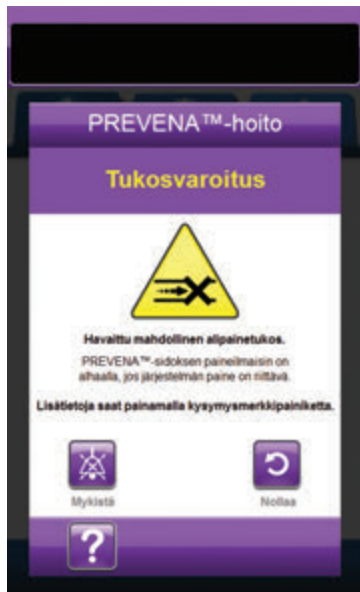 PREVENA™-hoito
Tukosvaroitus
Havaittu mahdollinen alipainetukos.
PREVENA™-sidoksen paineilmaisin on
alhaalla, jos järjestelmän paine on riittävä.
Lisätietoja saat painamalla kysymysmerkkipainiketta.
Mykistä
Nollaa
?